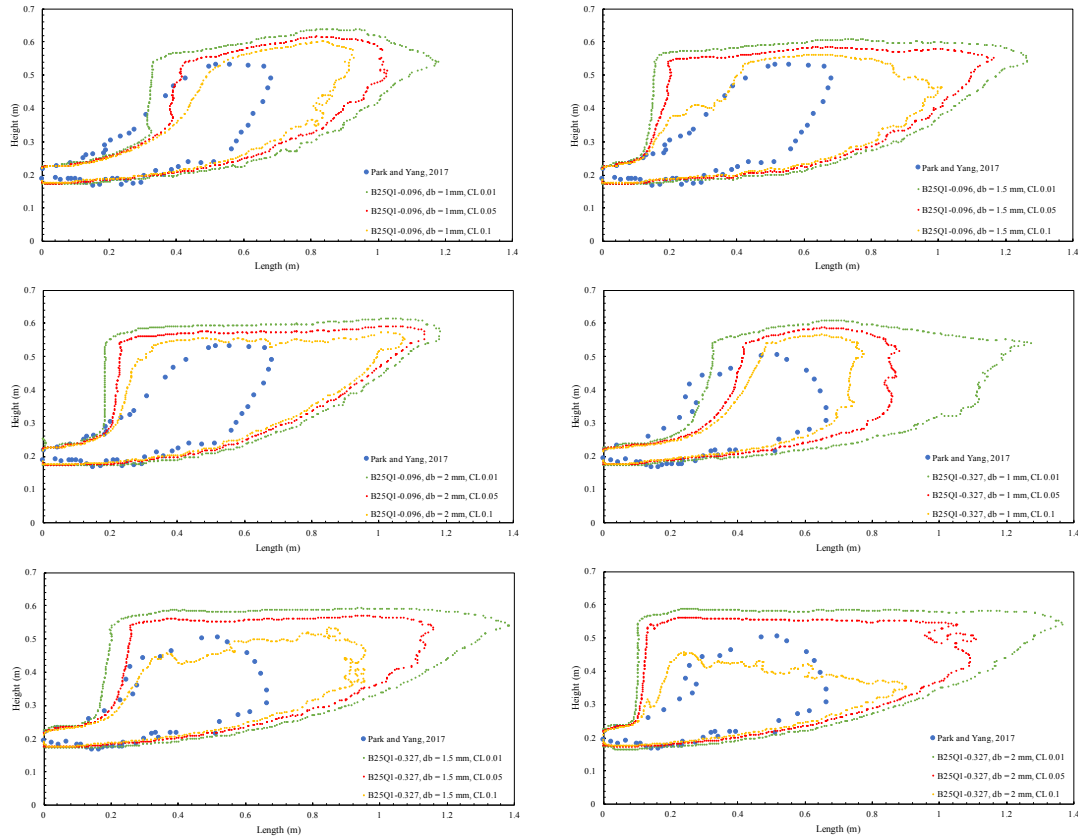 0.7
0.6
0.5
0.4
0.3
0.2
0.1
0
Height (m)
Park and Yang, 2017
B25Q1-0.096, db = 1mm, CL 0.01
B25Q1-0.096, db = 1mm, CL 0.05
B25Q1-0.096, db = 1mm, CL 0.1
0 0.2 0.4 0.6 0.8 1 1.2 1.4
Length (m)
0.7
0.6
0.5
0.4
0.3
0.2
0.1
0
Height (m)
Park and Yang, 2017
B25Q1-0.096, db = 1.5 mm, CL 0.01
B25Q1-0.096, db = 1.5 mm, CL 0.05
B25Q1-0.096, db = 1.5 mm, CL 0.1
0 0.2 0.4 0.6 0.8 1 1.2 1.4
Length (m)
0.7
0.6
0.5
0.4
0.3
0.2
0.1
0
Height (m)
Park and Yang, 2017
B25Q1-0.096, db = 2 mm, CL 0.01
B25Q1-0.096, db = 2 mm, CL 0.05
B25Q1-0.096, db = 2 mm, CL 0.1
0 0.2 0.4 0.6 0.8 1 1.2 1.4
Length (m)
0.7
0.6
0.5
0.4
0.3
0.2
0.1
0
Height (m)
Park and Yang, 2017
B25Q1-0.327, db = 1 mm, CL 0.01
B25Q1-0.327, db = 1 mm, CL 0.05
B25Q1-0.327, db = 1 mm, CL 0.1
0 0.2 0.4 0.6 0.8 1 1.2 1.4
Length (m)
0.7
0.6
0.5
0.4
0.3
0.2
0.1
0
Height (m)
Park and Yang, 2017
B25Q1-0.327, db = 1.5 mm, CL 0.01
B25Q1-0.327, db = 1.5 mm, CL 0.05
B25Q1-0.327, db = 1.5 mm, CL 0.1
0 0.2 0.4 0.6 0.8 1 1.2 1.4
Length (m)
0.7
0.6
0.5
0.4
0.3
0.2
0.1
0
Height (m)
Park and Yang, 2017
B25Q1-0.327, db = 2 mm, CL 0.01
B25Q1-0.327, db = 2 mm, CL 0.05
B25Q1-0.327, db = 2 mm, CL 0.1
0 0.2 0.4 0.6 0.8 1 1.2 1.4
Length (m)